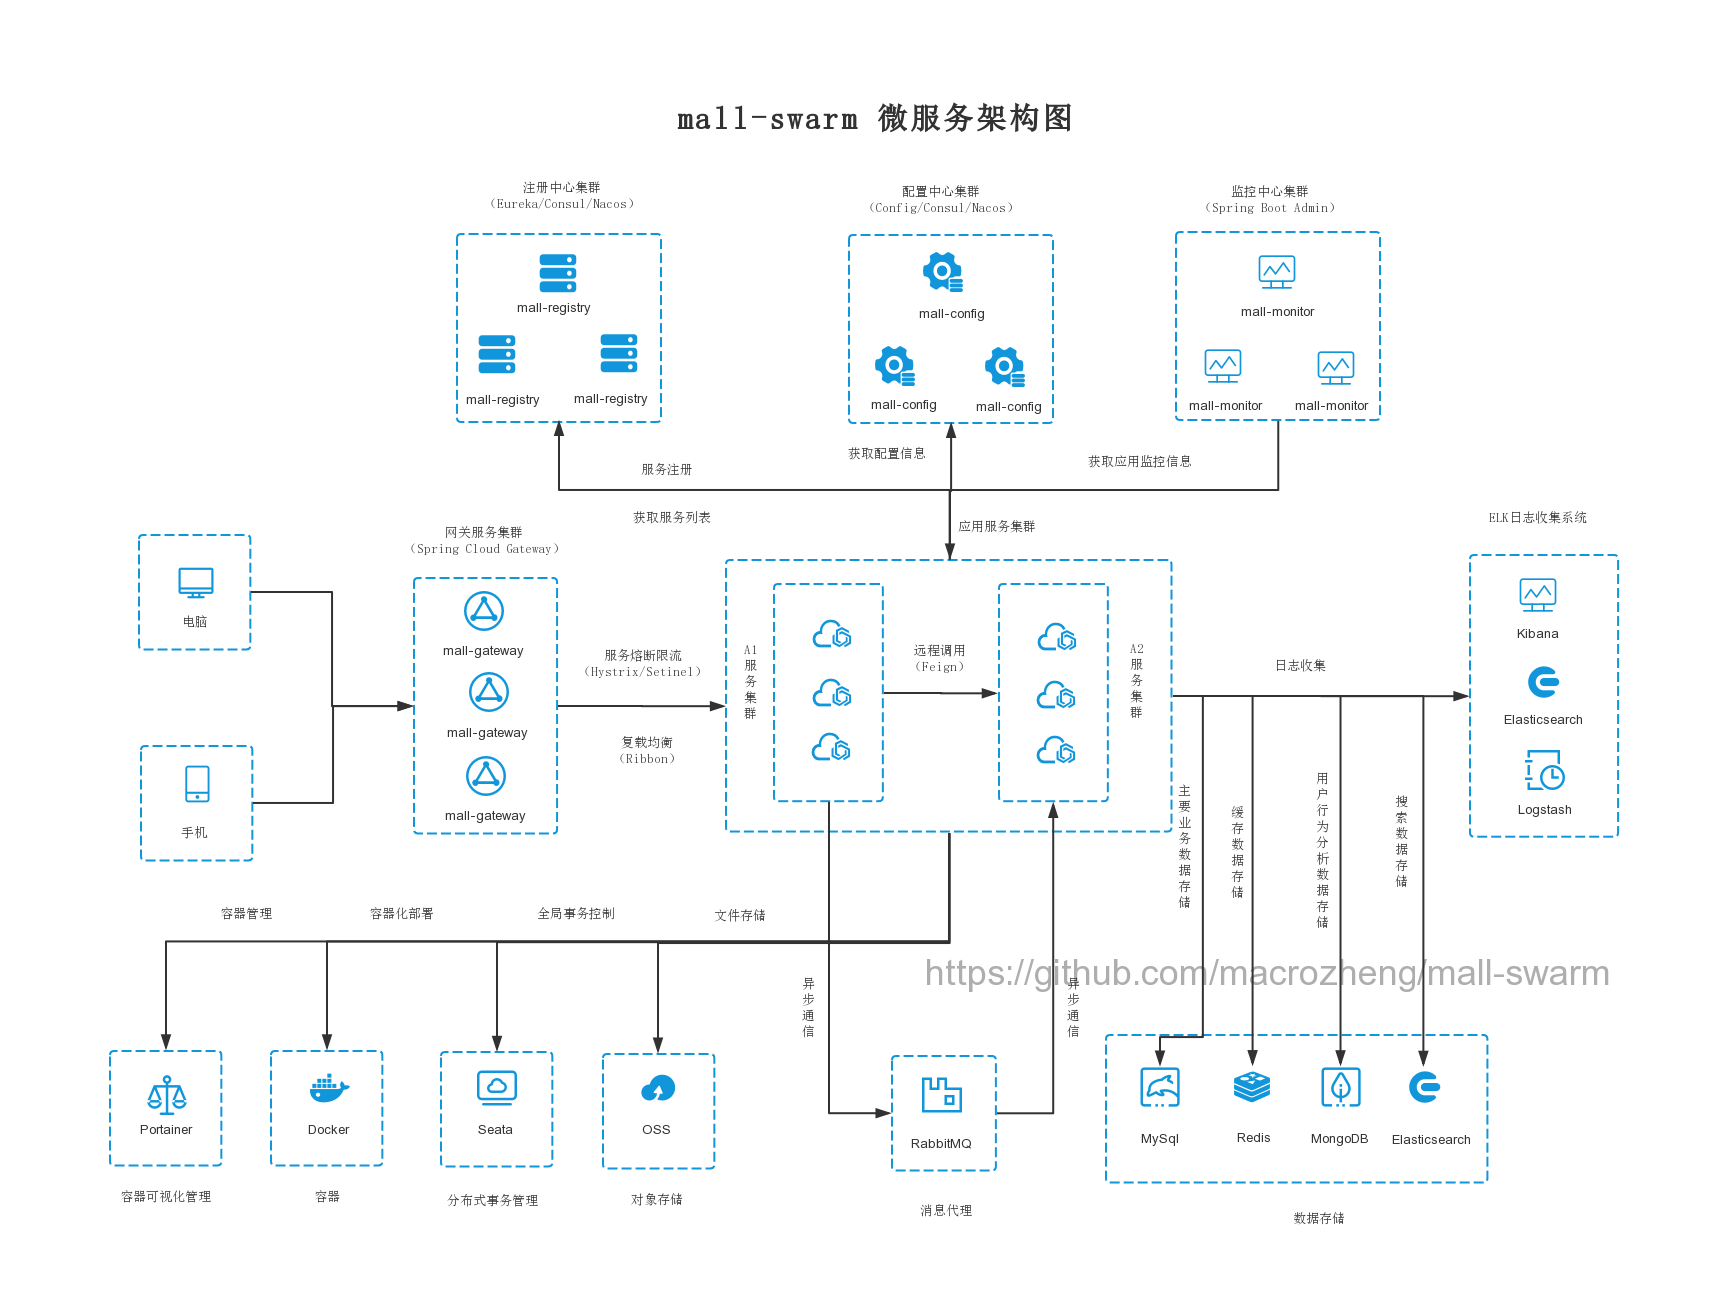 mall-swarm 微服务架构图
注册中心集群
（Eureka/Consul/Nacos）
配置中心集群
（Config/Consul/Nacos）
监控中心集群
（Spring Boot Admin）
mall-registry
mall-registry
mall-registry
mall-config
mall-config
mall-config
mall-monitor
mall-monitor
mall-monitor
服务注册
获取配置信息
获取应用监控信息
获取服务列表
应用服务集群
ELK日志收集系统
网关服务集群
（Spring Cloud Gateway）
电脑
手机
mall-gateway
mall-gateway
mall-gateway
服务熔断限流
（Hystrix/Setinel）
复载均衡
（Ribbon）
A1服务集群
远程调用
（Feign）
A2服务集群
日志收集
Kibana
Elasticsearch
Logstash
主要业务数据存储
缓存数据存储
用户行为分析数据存储
搜索数据存储
容器管理
容器化部署
全局事务控制
文件存储
异步通信
异步通信
https://github.com/macrozheng/mall-swarm
Portainer
Docker
Seata
OSS
RabbitMQ
MySql
Redis
MongoDB
Elasticsearch
容器可视化管理
容器
分布式事务管理
对象存储
消息代理
数据存储